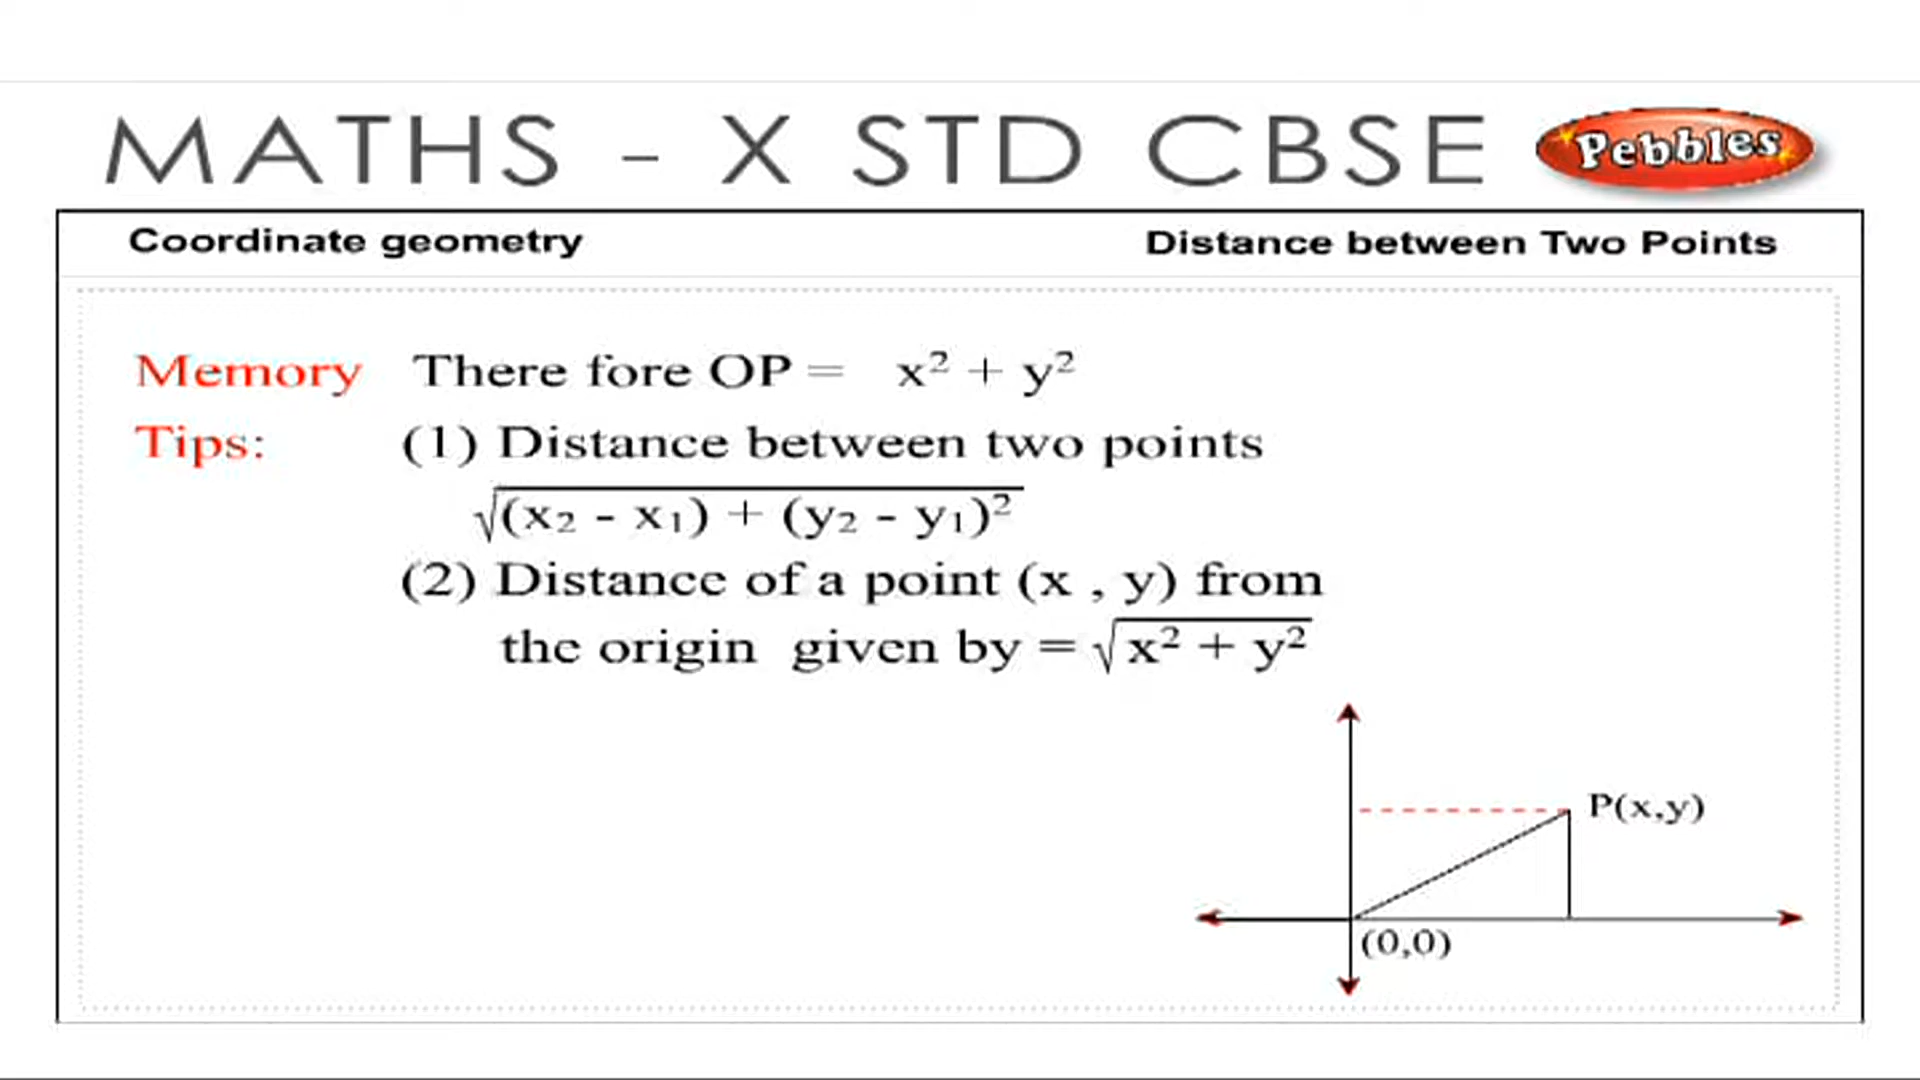 MATHS - X STD CBSE Pebbles
Coordinate geometry Distance between Two Points
Memory There fore OP = x² + y²
Tips: (1) Distance between two points
√(x₂ - x₁) + (y₂ - y₁)²
(2) Distance of a point (x , y) from
the origin given by = √x² + y²
P(x,y)
(0,0)